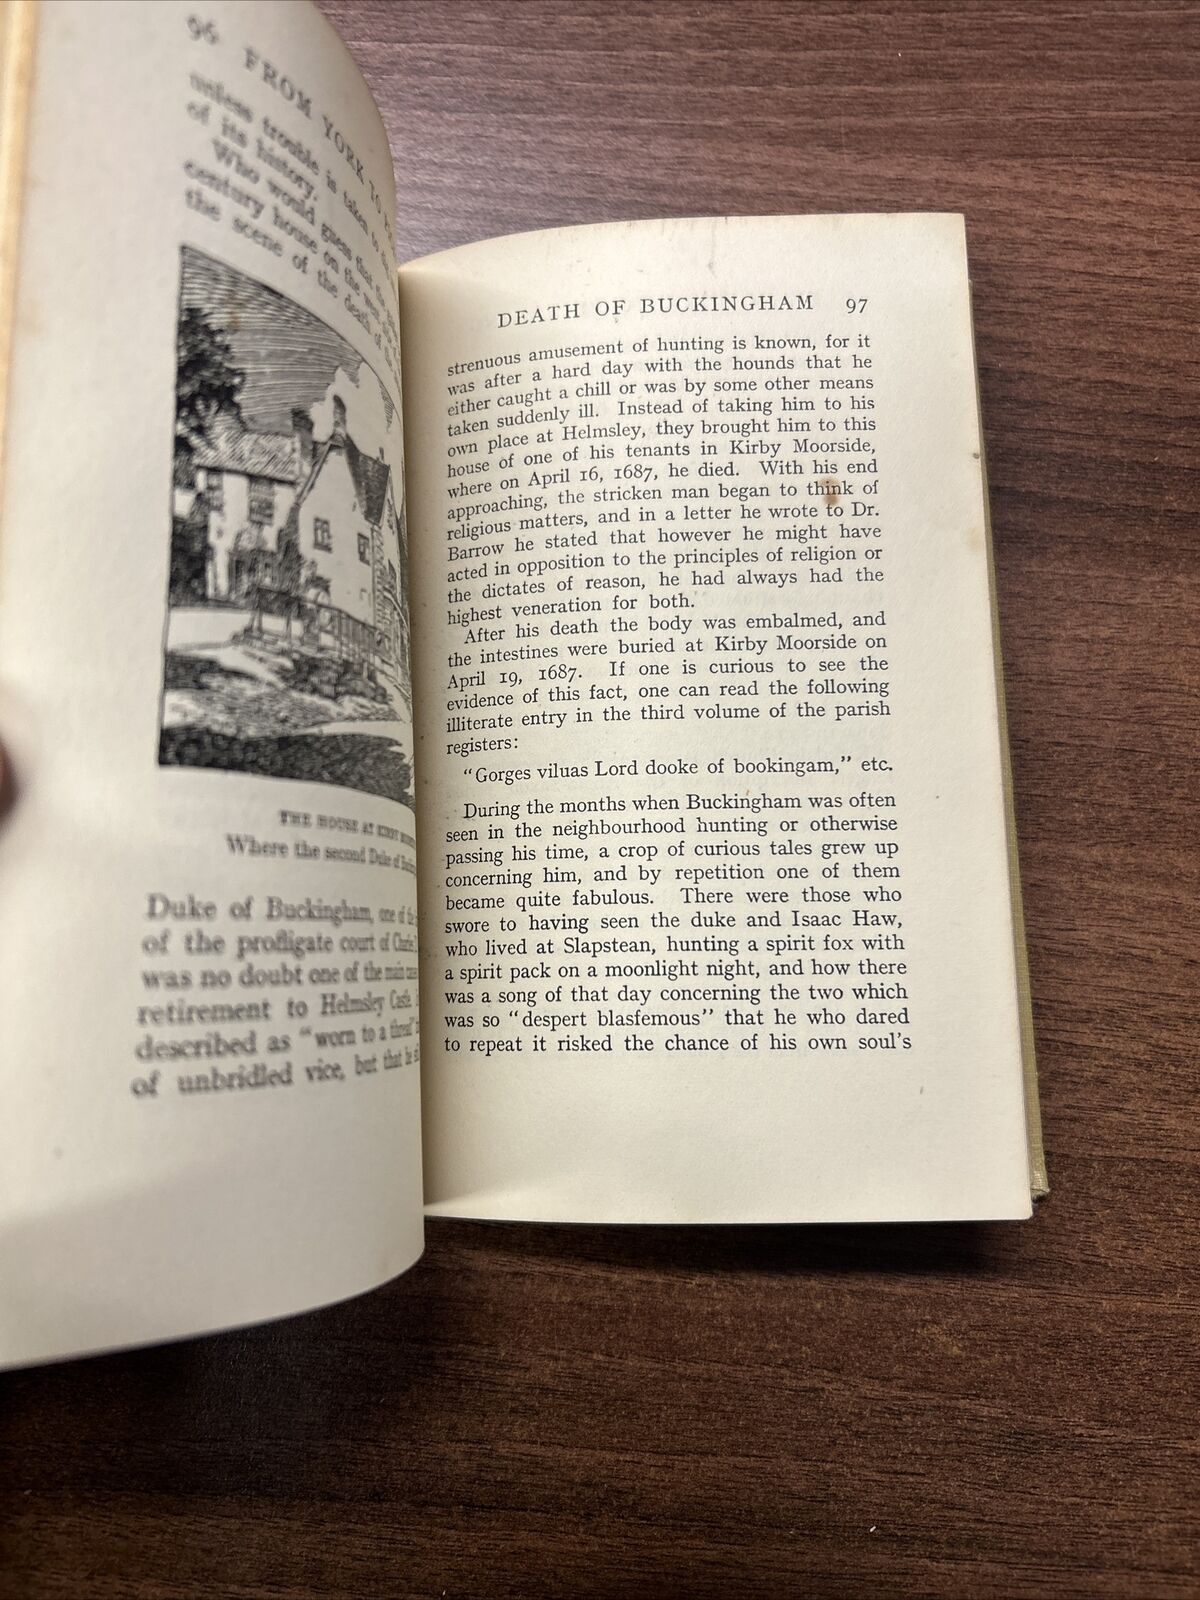 96 FROM YORK TO
unless trouble is taken to
of its history.
Who would guess that the
century house on the
the scene of the death of
THE HOUSE AT KIRBY
Where the second Duke of
Duke of Buckingham, one of the
of the profligate court of Charles
was no doubt one of the main
retirement to Helmsley Castle.
described as "worn to a thread"
of unbridled vice, but that he
DEATH OF BUCKINGHAM 97
strenuous amusement of hunting is known, for it
was after a hard day with the hounds that he
either caught a chill or was by some other means
taken suddenly ill. Instead of taking him to his
own place at Helmsley, they brought him to this
house of one of his tenants in Kirby Moorside,
where on April 16, 1687, he died. With his end
approaching, the stricken man began to think of
religious matters, and in a letter he wrote to Dr.
Barrow he stated that however he might have
acted in opposition to the principles of religion or
the dictates of reason, he had always had the
highest veneration for both.
After his death the body was embalmed, and
the intestines were buried at Kirby Moorside on
April 19, 1687. If one is curious to see the
evidence of this fact, one can read the following
illiterate entry in the third volume of the parish
registers:
"Gorges viluas Lord dooke of bookingam," etc.
During the months when Buckingham was often
seen in the neighbourhood hunting or otherwise
passing his time, a crop of curious tales grew up
concerning him, and by repetition one of them
became quite fabulous. There were those who
swore to having seen the duke and Isaac Haw,
who lived at Slapstean, hunting a spirit fox with
a spirit pack on a moonlight night, and how there
was a song of that day concerning the two which
was so "despert blasfemous" that he who dared
to repeat it risked the chance of his own soul's